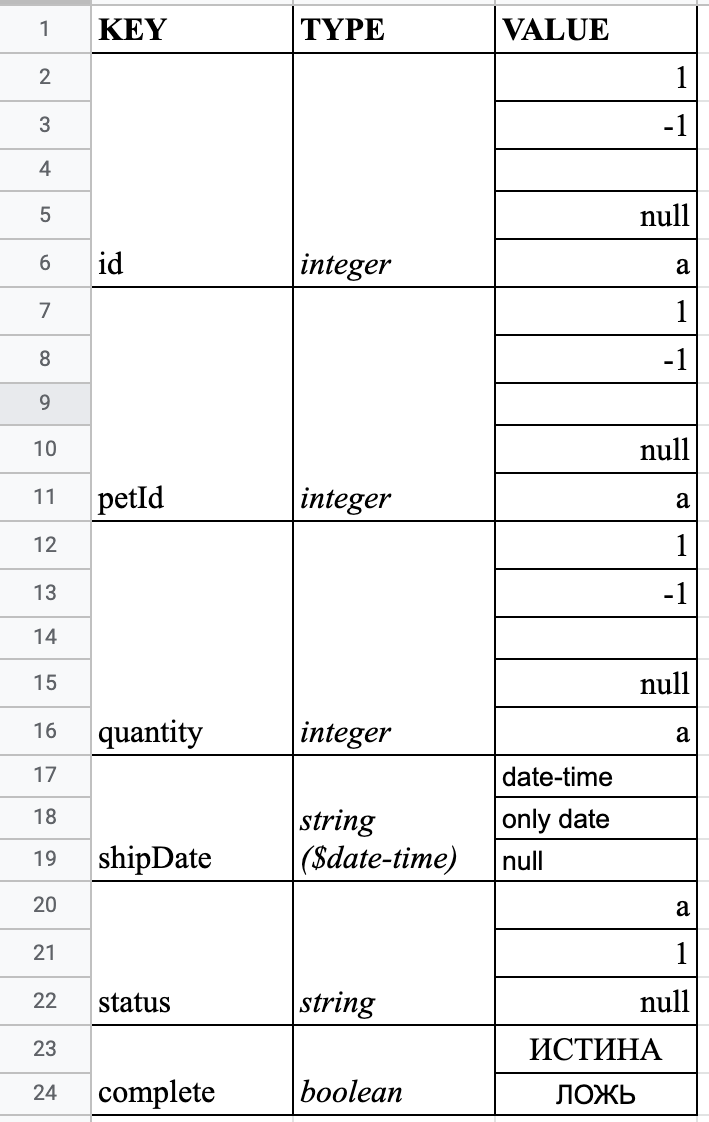 1 KEY TYPE VALUE
2 1
3 -1
4
5 null
6 id integer a
7 1
8 -1
9
10 null
11 petId integer a
12 1
13 -1
14
15 null
16 quantity integer a
17 date-time
18 string only date
19 shipDate ($date-time) null
20 a
21 1
22 status string null
23 ИСТИНА
24 complete boolean ЛОЖЬ